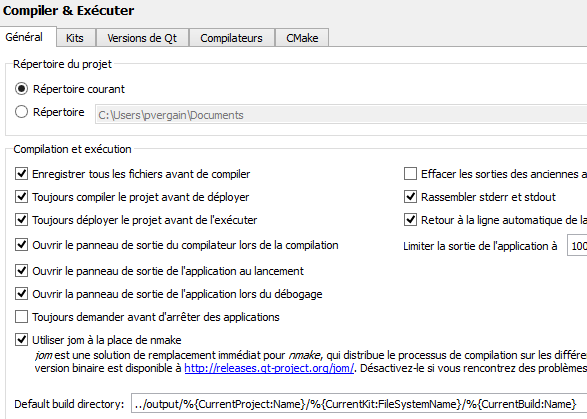 Compiler & Exécuter
Général Kits Versions de Qt Compilateurs CMake
Répertoire du projet
Répertoire courant
Répertoire C:\Users\pvergain\Documents
Compilation et exécution
Enregistrer tous les fichiers avant de compiler Effacer les sorties des anciennes a
Toujours compiler le projet avant de déployer Rassembler stderr et stdout
Toujours déployer le projet avant de l'exécuter Retour à la ligne automatique de la
Ouvrir le panneau de sortie du compilateur lors de la compilation Limiter la sortie de l'application à 100
Ouvrir le panneau de sortie de l'application au lancement
Ouvrir le panneau de sortie de l'application lors du débogage
Toujours demander avant d'arrêter des applications
Utiliser jom à la place de nmake
jom est une solution de remplacement immédiat pour nmake, qui distribue le processus de compilation sur les différe
version binaire est disponible à http://releases.qt-project.org/jom/. Désactivez-le si vous rencontrez des problèmes
Default build directory: ../output/%{CurrentProject:Name}/%{CurrentKit:FileSystemName}/%{CurrentBuild:Name}